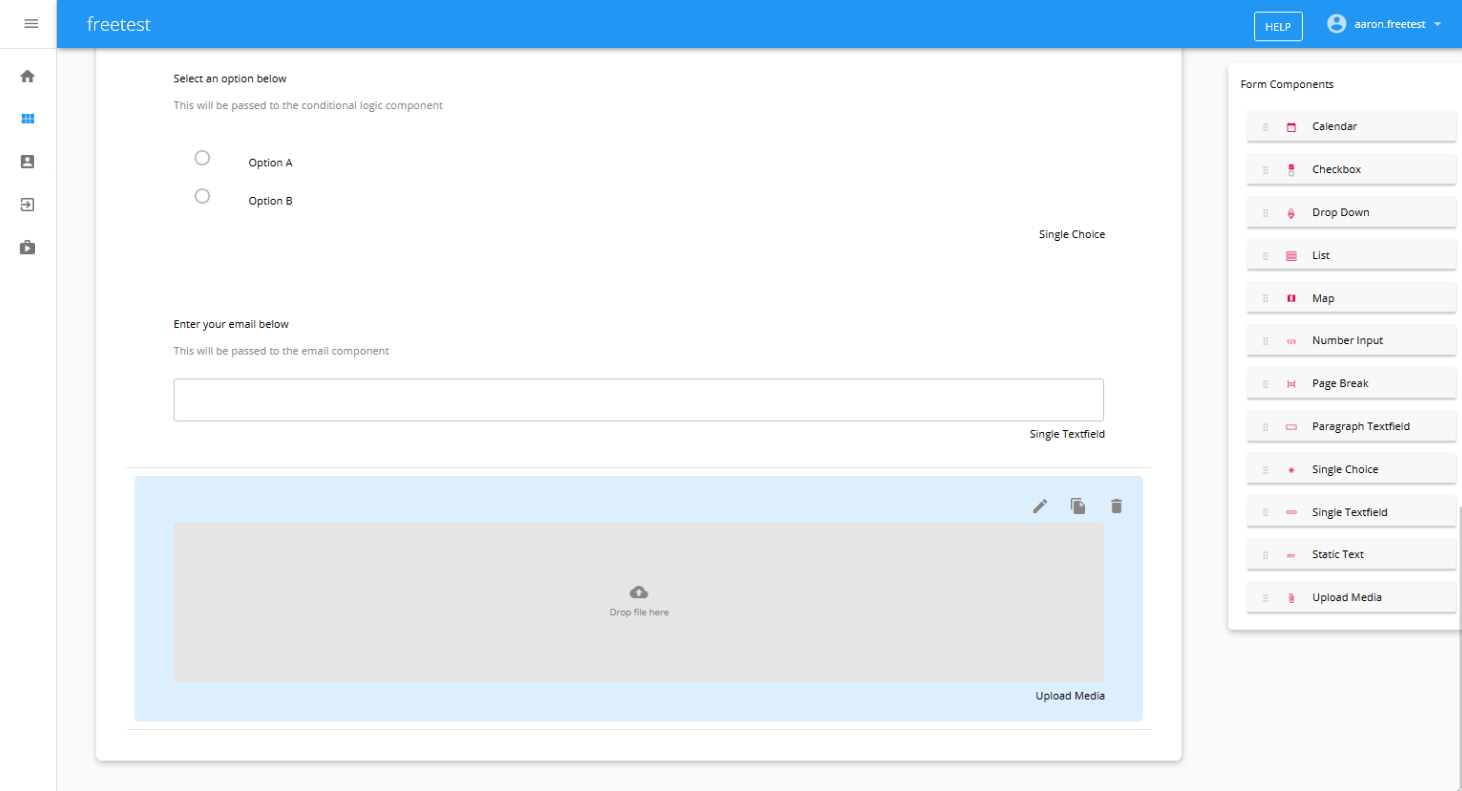 freetest
HELP
aaron.freetest
Select an option below
This will be passed to the conditional logic component
Option A
Option B
Single Choice
Enter your email below
This will be passed to the email component
Single Textfield
Drop file here
Upload Media
Form Components
Calendar
Checkbox
Drop Down
List
Map
123 Number Input
Page Break
Paragraph Textfield
Single Choice
Single Textfield
Static Text
Upload Media